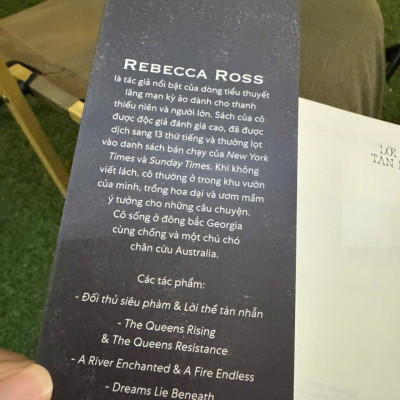 REBECCA ROSS
là tác giả nổi bật của dòng tiểu thuyết
lãng mạn kỳ ảo dành cho thanh
thiếu niên và người lớn. Sách của cô
được độc giả đánh giá cao, đã được
dịch sang 13 thứ tiếng và thường lọt
vào danh sách bán chạy của New York
Times và Sunday Times. Khi không
viết lách, cô thường ở trong khu vườn
của mình, trồng hoa dại và ươm mầm
ý tưởng cho những câu chuyện.
Cô sống ở đông bắc Georgia
cùng chồng và một chú chó
chăn cừu Australia.
Các tác phẩm:
- Đối thủ siêu phàm & Lời thề tàn nhẫn
- The Queens Rising
& The Queens Resistance
- A River Enchanted & A Fire Endless
- Dreams Lie Beneath
LỜI
TÀN